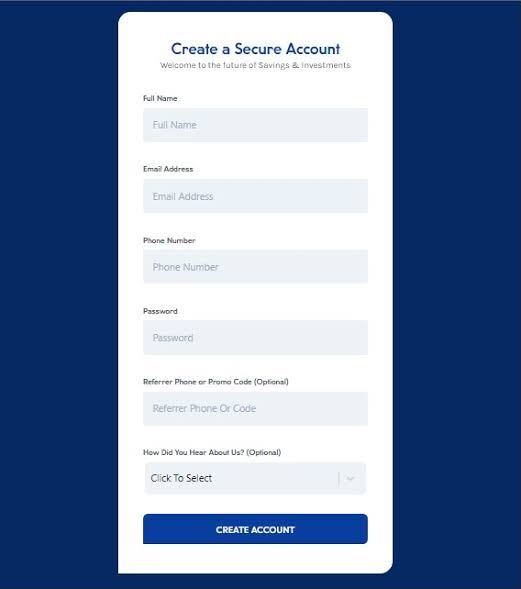 Create a Secure Account
Welcome to the future of Savings & Investments
Full Name
Full Name
Email Address
Email Address
Phone Number
Phone Number
Password
Password
Referrer Phone or Promo Code (Optional)
Referrer Phone Or Code
How Did You Hear About Us? (Optional)
Click To Select
CREATE ACCOUNT